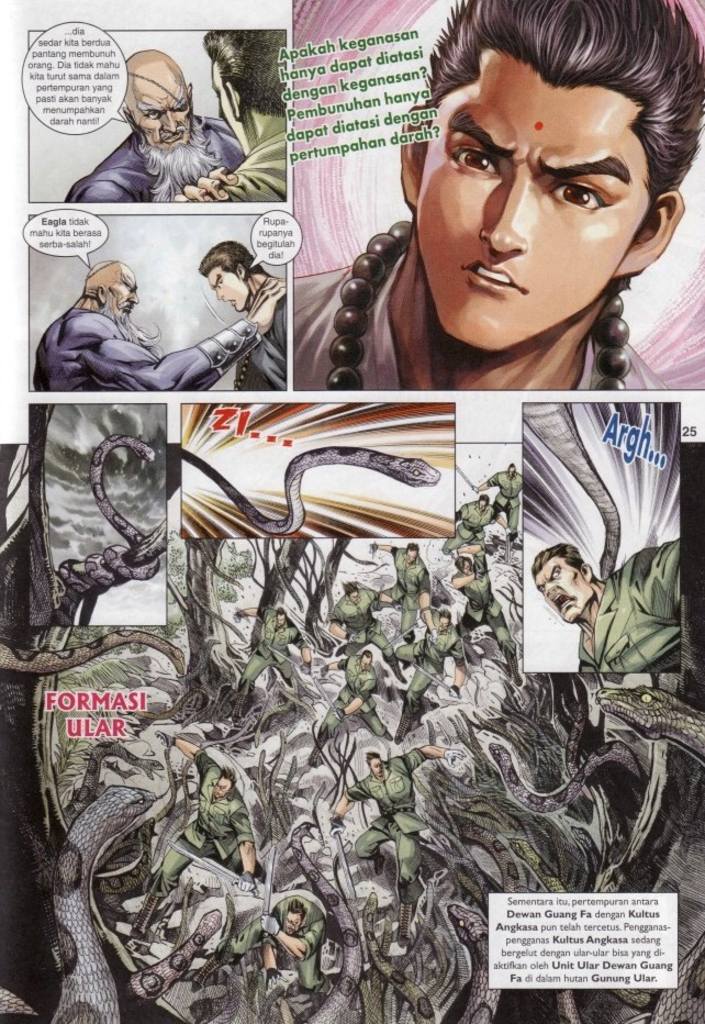 ...dia
sedar kita berdua
pantang membunuh
orang. Dia tidak mahu
kita turut sama dalam
pertempuran yang
pasti akan banyak
menumpahkan
darah nanti!
Apakah keganasan
hanya dapat diatasi
dengan keganasan?
Pembunuhan hanya
dapat diatasi dengan
pertumpahan darah?
Eagla tidak
mahu kita berasa
serba-salah!
Rupa-
rupanya
begitulah
dia!
ZI...
Argh...
25
FORMASI
ULAR
Sementara itu, pertempuran antara
Dewan Guang Fa dengan Kultus
Angkasa pun telah tercetus. Pengganas-
pengganas Kultus Angkasa sedang
bergelut dengan ular-ular bisa yang di-
aktifkan oleh Unit Ular Dewan Guang
Fa di dalam hutan Gunung Ular.